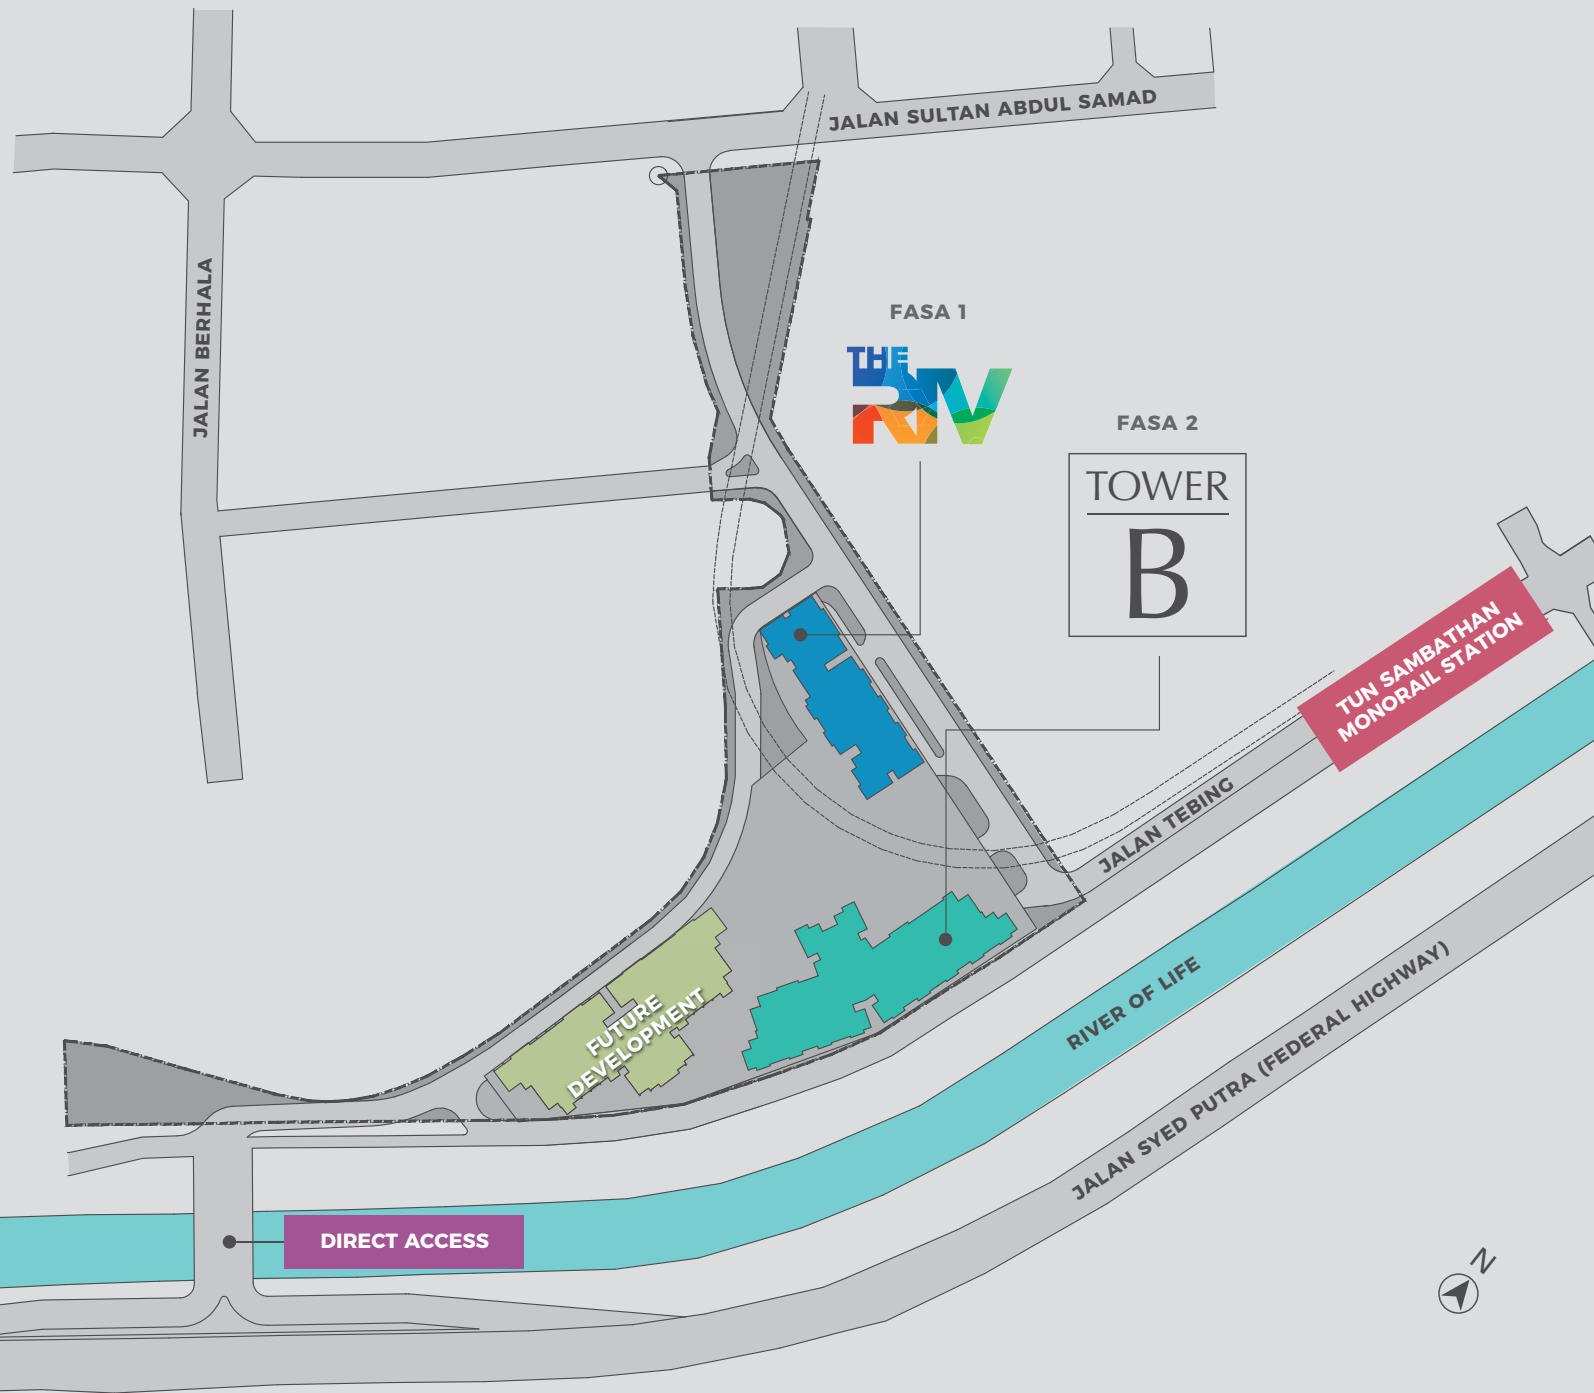 JALAN SULTAN ABDUL SAMAD
JALAN BERHALA
FASA 1
THE
RIV
FASA 2
TOWER
B
TUN SAMBATHAN
MONORAIL STATION
JALAN TEBING
RIVER OF LIFE
JALAN SYED PUTRA (FEDERAL HIGHWAY)
FUTURE
DEVELOPMENT
DIRECT ACCESS
N